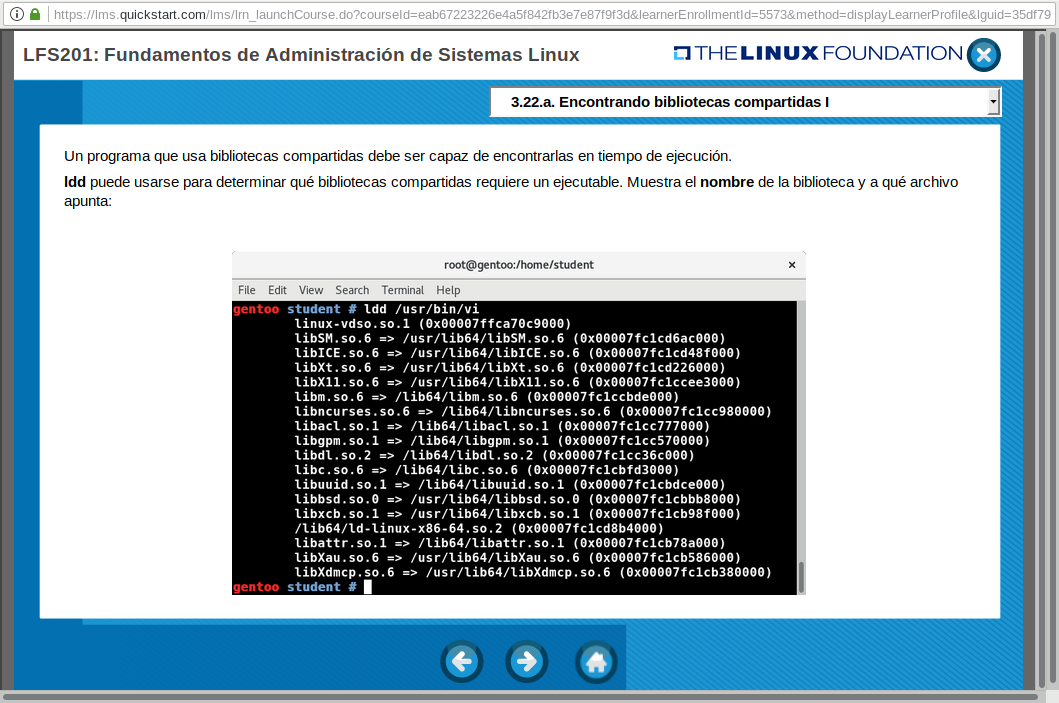 https://lms.quickstart.com/lms/lrn_launchCourse.do?courseId=eab67223226e4a5f842fb3e7e87f9f3d&learnerEnrollmentId=5573&method=displayLearnerProfile&lguid=35df79
LFS201: Fundamentos de Administración de Sistemas Linux
THE LINUX FOUNDATION
3.22.a. Encontrando bibliotecas compartidas I
Un programa que usa bibliotecas compartidas debe ser capaz de encontrarlas en tiempo de ejecución.
ldd puede usarse para determinar qué bibliotecas compartidas requiere un ejecutable. Muestra el nombre de la biblioteca y a qué archivo
apunta:
root@gentoo:/home/student
File Edit View Search Terminal Help
gentoo student # ldd /usr/bin/vi
linux-vdso.so.1 (0x00007ffca70c9000)
libSM.so.6 => /usr/lib64/libSM.so.6 (0x00007fc1cd6ac000)
libICE.so.6 => /usr/lib64/libICE.so.6 (0x00007fc1cd48f000)
libXt.so.6 => /usr/lib64/libXt.so.6 (0x00007fc1cd226000)
libX11.so.6 => /usr/lib64/libX11.so.6 (0x00007fc1ccee3000)
libm.so.6 => /lib64/libm.so.6 (0x00007fc1ccbde000)
libncurses.so.6 => /lib64/libncurses.so.6 (0x00007fc1cc980000)
libacl.so.1 => /lib64/libacl.so.1 (0x00007fc1cc777000)
libgpm.so.1 => /lib64/libgpm.so.1 (0x00007fc1cc570000)
libdl.so.2 => /lib64/libdl.so.2 (0x00007fc1cc36c000)
libc.so.6 => /lib64/libc.so.6 (0x00007fc1cbfd3000)
libuuid.so.1 => /lib64/libuuid.so.1 (0x00007fc1cbdce000)
libbsd.so.0 => /usr/lib64/libbsd.so.0 (0x00007fc1cbbb8000)
libxcb.so.1 => /usr/lib64/libxcb.so.1 (0x00007fc1cb98f000)
/lib64/ld-linux-x86-64.so.2 (0x00007fc1cd8b4000)
libattr.so.1 => /lib64/libattr.so.1 (0x00007fc1cb78a000)
libXau.so.6 => /usr/lib64/libXau.so.6 (0x00007fc1cb586000)
libXdmcp.so.6 => /usr/lib64/libXdmcp.so.6 (0x00007fc1cb380000)
gentoo student #